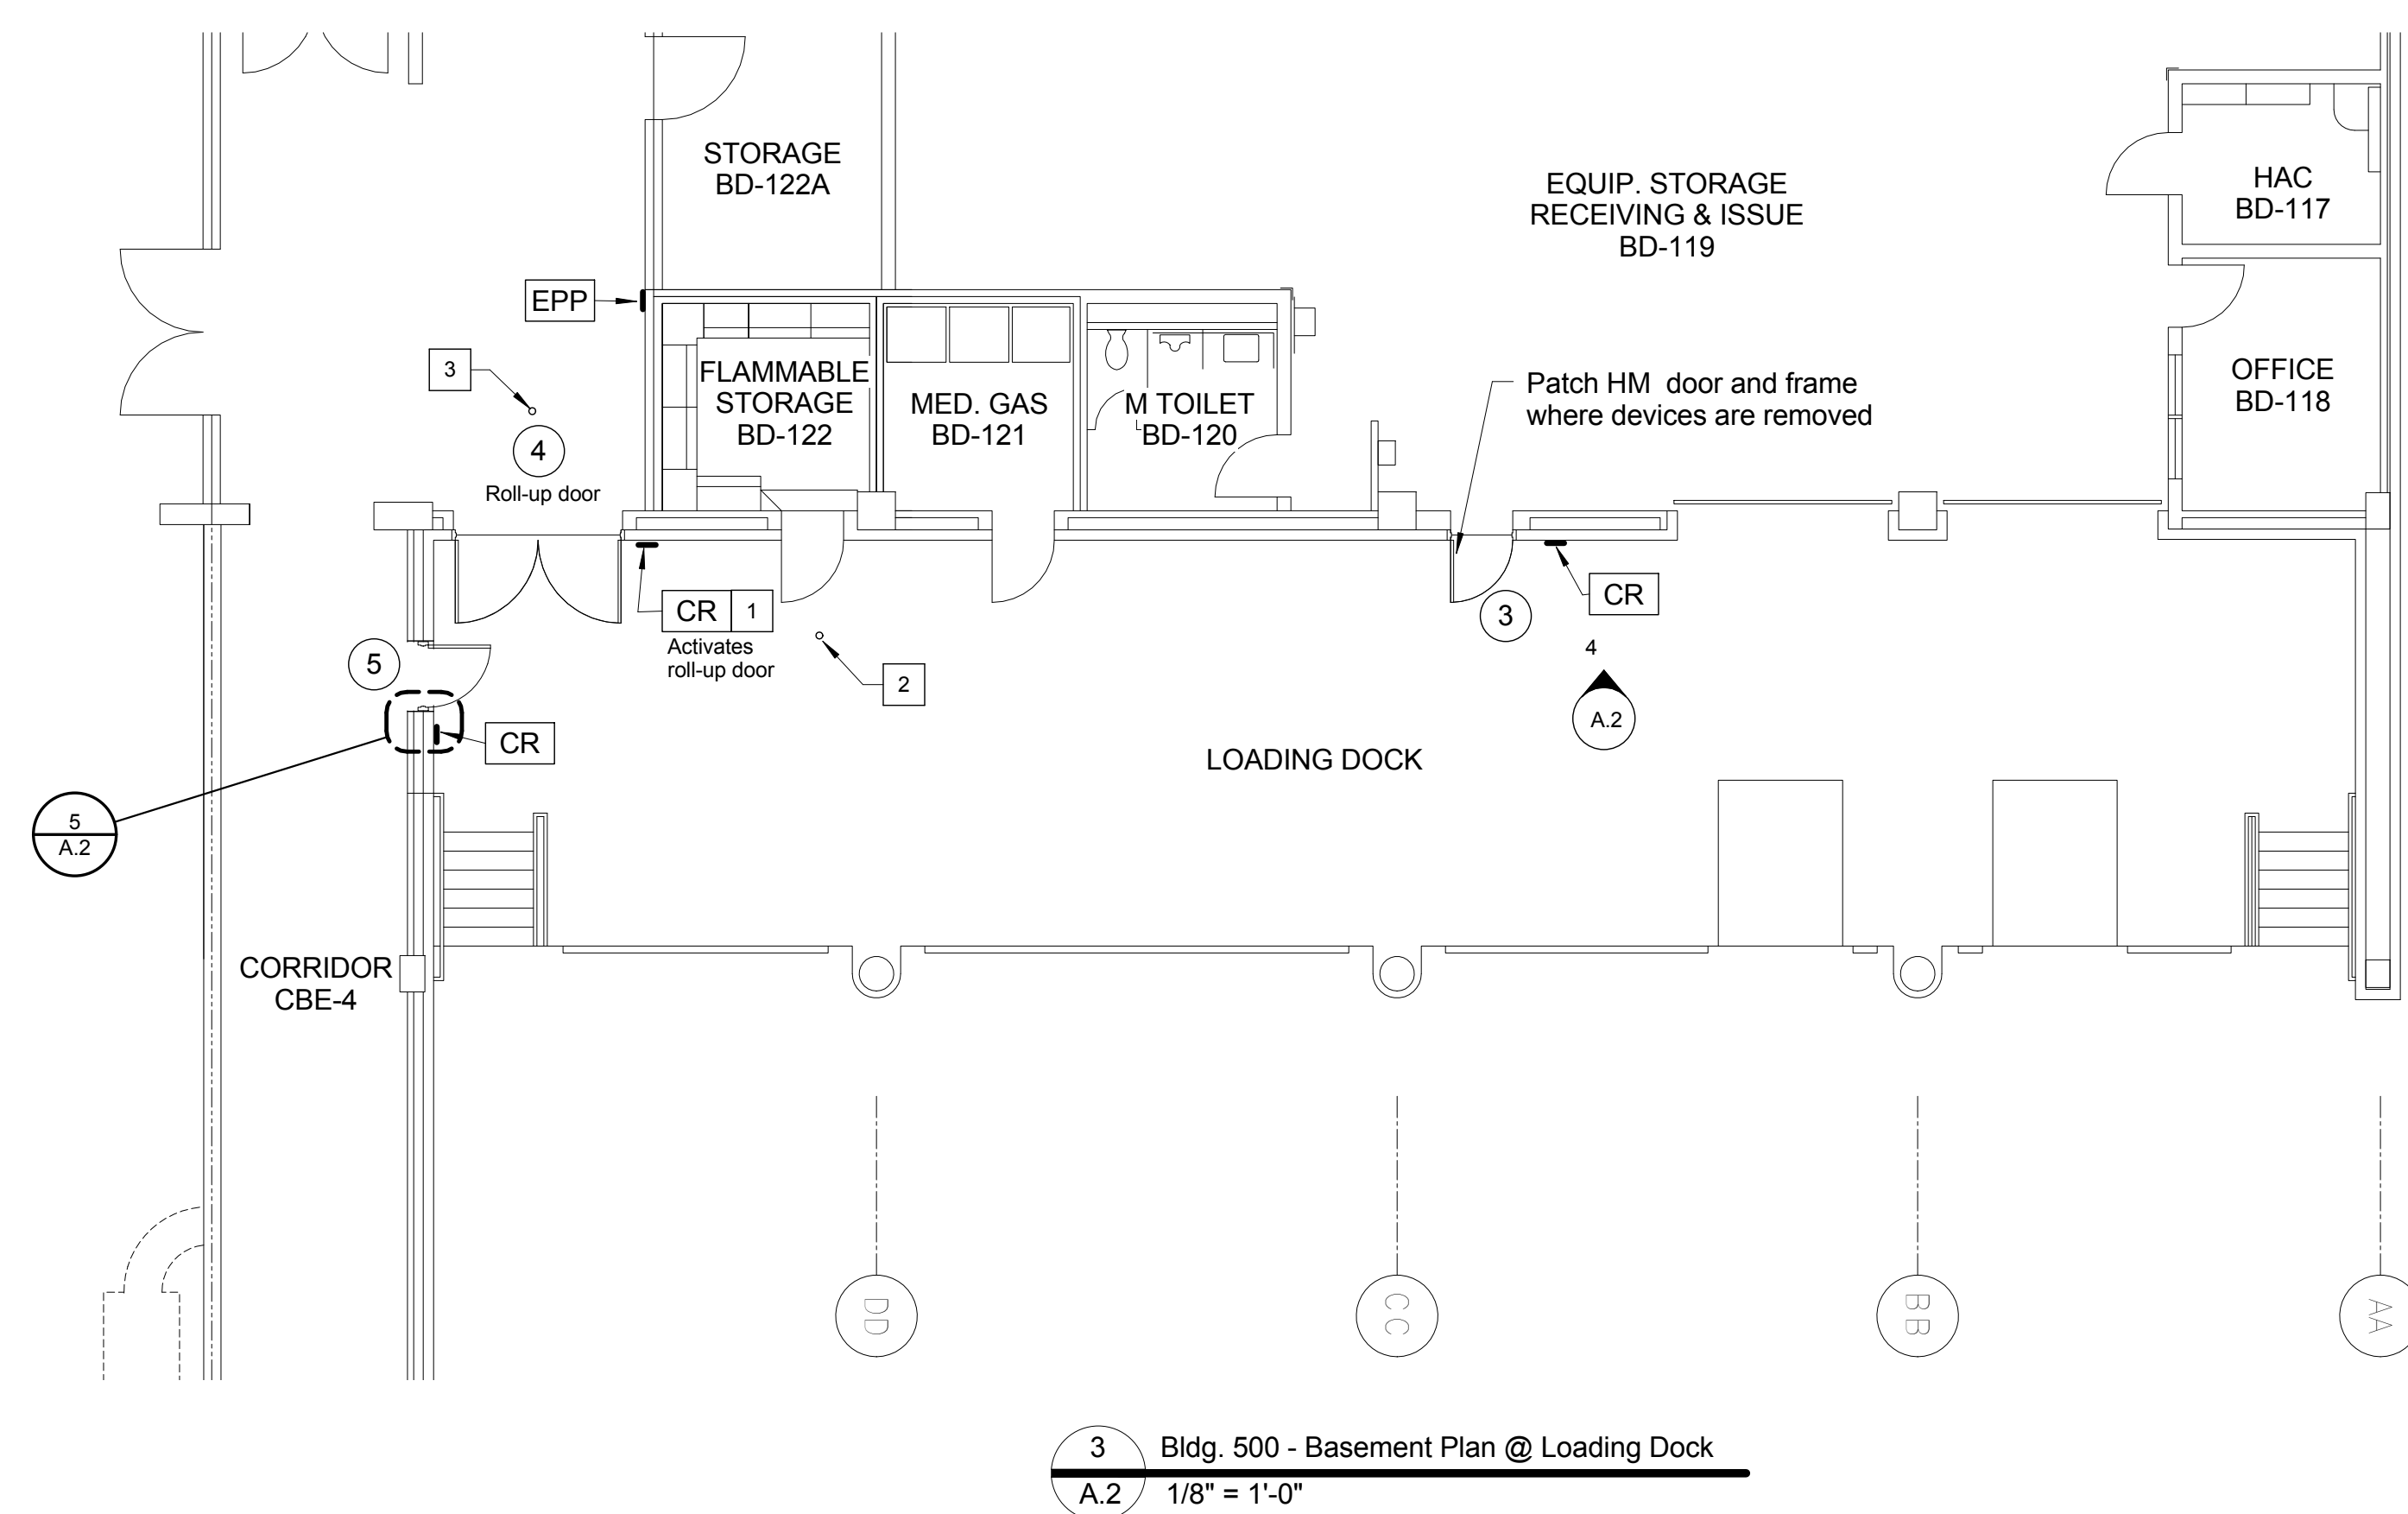 STORAGE
BD-122A
EQUIP. STORAGE
RECEIVING & ISSUE
BD-119
HAC
BD-117
EPP
3
4
Roll-up door
FLAMMABLE
STORAGE
BD-122
MED. GAS
BD-121
M TOILET
BD-120
Patch HM door and frame
where devices are removed
OFFICE
BD-118
CR 1
Activates
roll-up door
2
3
CR
4
A.2
5
CR
5
A.2
LOADING DOCK
CORRIDOR
CBE-4
DD
CC
BB
AA
3
A.2
Bldg. 500 - Basement Plan @ Loading Dock
1/8" = 1'-0"